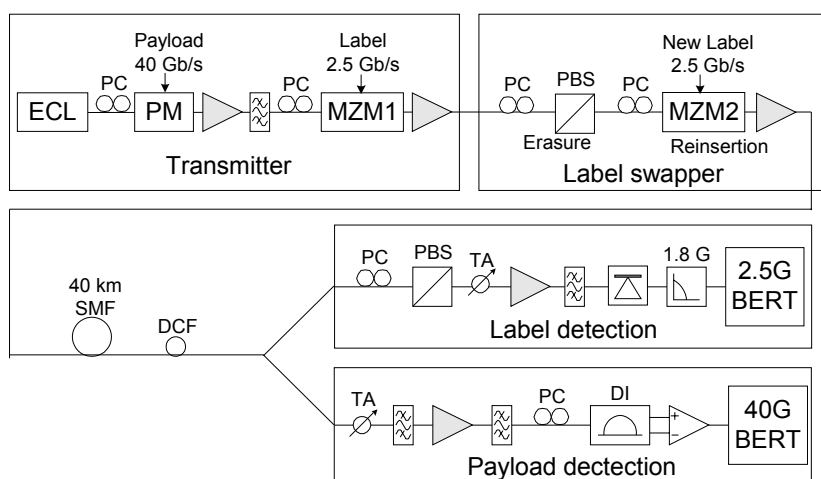 Payload
40 Gb/s
Label
2.5 Gb/s
PC
PC
ECL
PM
MZM1
Transmitter
New Label
2.5 Gb/s
PC
PBS
PC
MZM2
Erasure
Reinsertion
Label swapper
40 km
SMF
DCF
PC
PBS
TA
1.8 G
2.5G
BERT
Label detection
TA
PC
DI
+
−
40G
BERT
Payload dectection